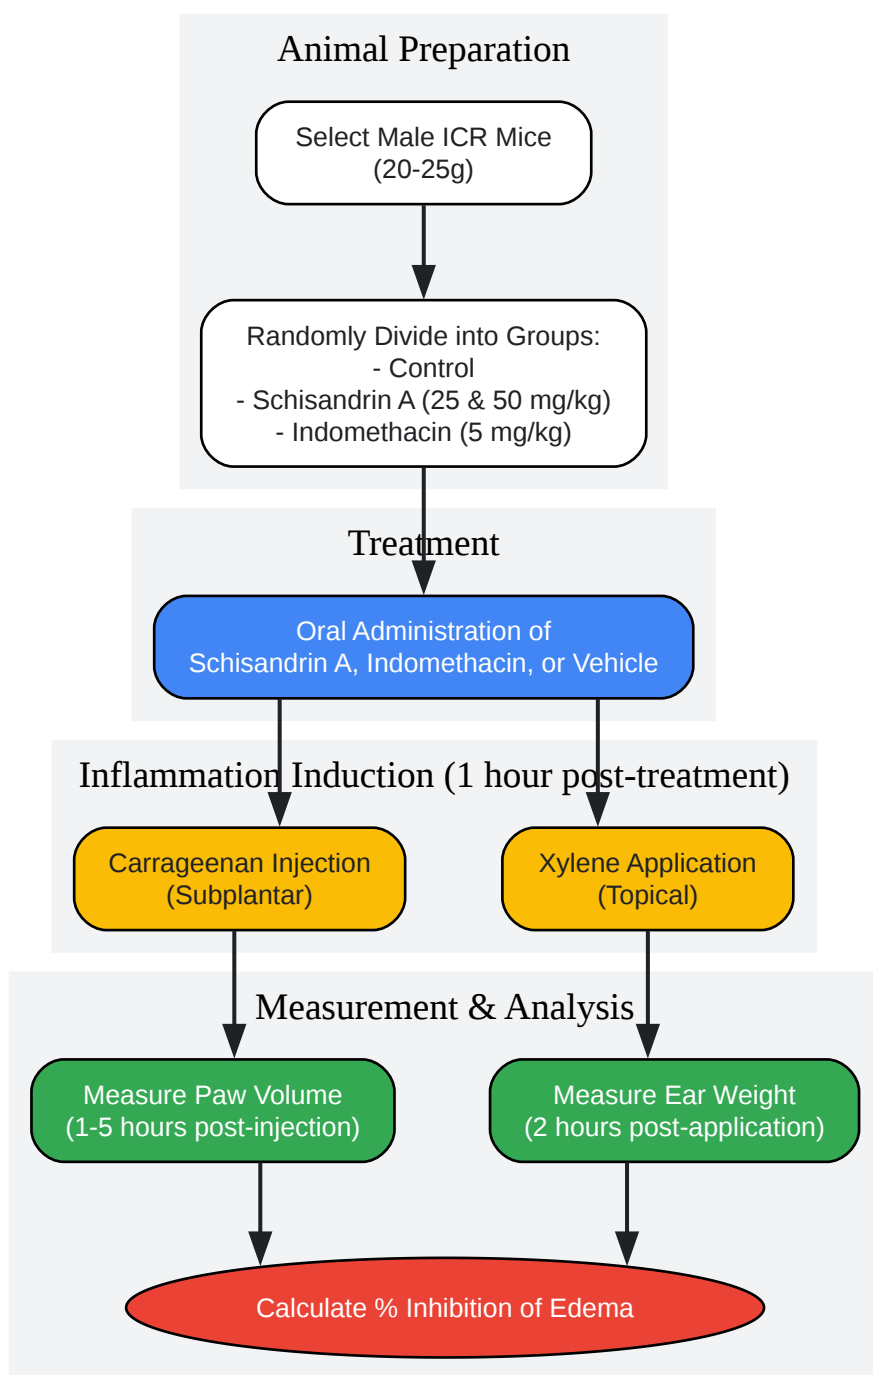 Animal Preparation
Select Male ICR Mice
(20-25g)
Randomly Divide into Groups:
- Control
- Schisandrin A (25 & 50 mg/kg)
- Indomethacin (5 mg/kg)
Treatment
Oral Administration of
Schisandrin A, Indomethacin, or Vehicle
Inflammation Induction (1 hour post-treatment)
Carrageenan Injection
(Subplantar)
Xylene Application
(Topical)
Measurement & Analysis
Measure Paw Volume
(1-5 hours post-injection)
Measure Ear Weight
(2 hours post-application)
Calculate % Inhibition of Edema